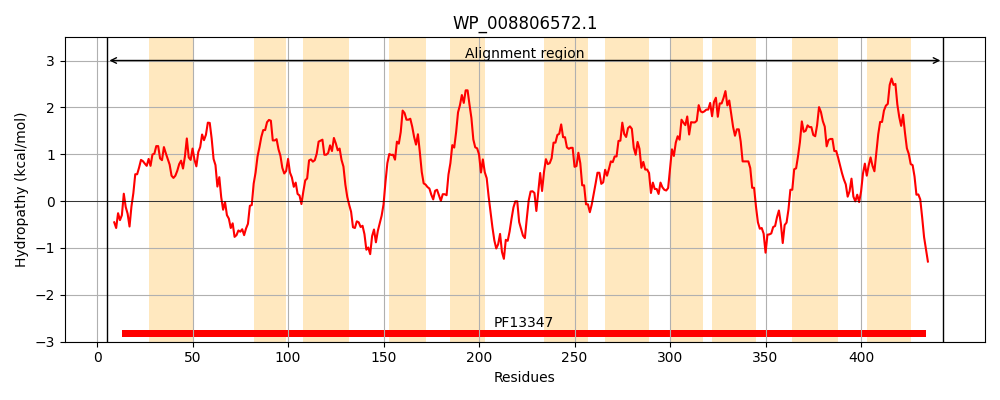 WP_008806572.1
Alignment region
Hydropathy (kcal/mol)
3
2
1
0
−1
−2
−3
PF13347
0 50 100 150 200 250 300 350 400
Residues